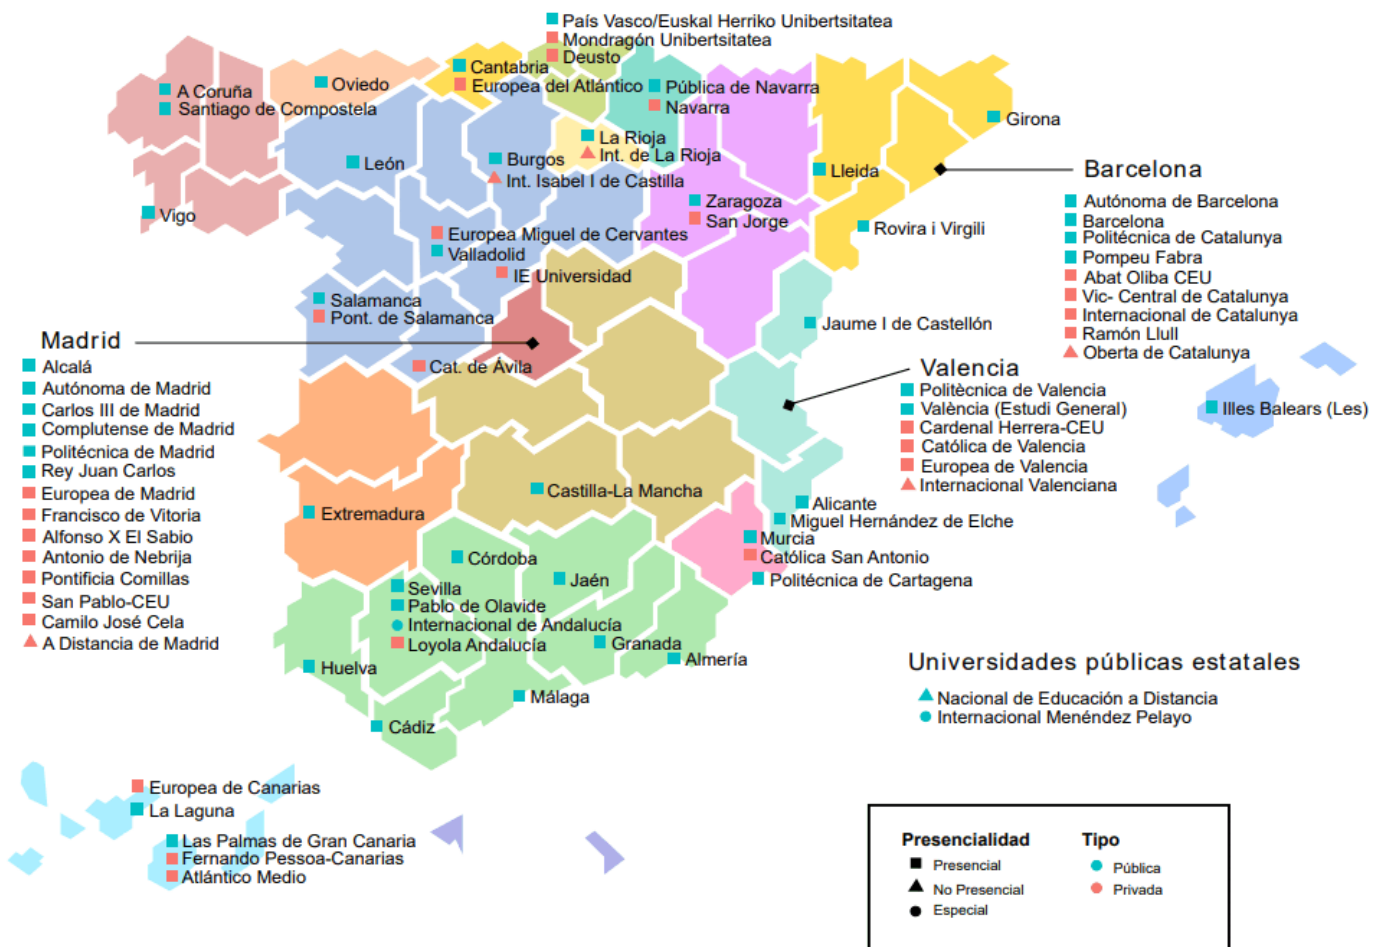 País Vasco/Euskal Herriko Unibertsitatea
Mondragón Unibertsitatea
Deusto
Cantabria
Europea del Atlántico
Oviedo
A Coruña
Santiago de Compostela
Vigo
León
Burgos
Int. Isabel I de Castilla
La Rioja
Int. de La Rioja
Pública de Navarra
Navarra
Zaragoza
San Jorge
Lleida
Girona
Rovira i Virgili
Barcelona
Autónoma de Barcelona
Barcelona
Politécnica de Catalunya
Pompeu Fabra
Abat Oliba CEU
Vic- Central de Catalunya
Internacional de Catalunya
Ramón Llull
Oberta de Catalunya
Europea Miguel de Cervantes
Valladolid
IE Universidad
Salamanca
Pont. de Salamanca
Cat. de Ávila
Madrid
Alcalá
Autónoma de Madrid
Carlos III de Madrid
Complutense de Madrid
Politécnica de Madrid
Rey Juan Carlos
Europea de Madrid
Francisco de Vitoria
Alfonso X El Sabio
Antonio de Nebrija
Pontificia Comillas
San Pablo-CEU
Camilo José Cela
A Distancia de Madrid
Jaume I de Castellón
Valencia
Politècnica de Valencia
València (Estudi General)
Cardenal Herrera-CEU
Católica de Valencia
Europea de Valencia
Internacional Valenciana
Illes Balears (Les)
Alicante
Miguel Hernández de Elche
Murcia
Católica San Antonio
Politécnica de Cartagena
Castilla-La Mancha
Extremadura
Córdoba
Jaén
Sevilla
Pablo de Olavide
Internacional de Andalucía
Loyola Andalucía
Granada
Almería
Huelva
Málaga
Cádiz
Universidades públicas estatales
Nacional de Educación a Distancia
Internacional Menéndez Pelayo
Europea de Canarias
La Laguna
Las Palmas de Gran Canaria
Fernando Pessoa-Canarias
Atlántico Medio
Presencialidad
Presencial
No Presencial
Especial
Tipo
Pública
Privada